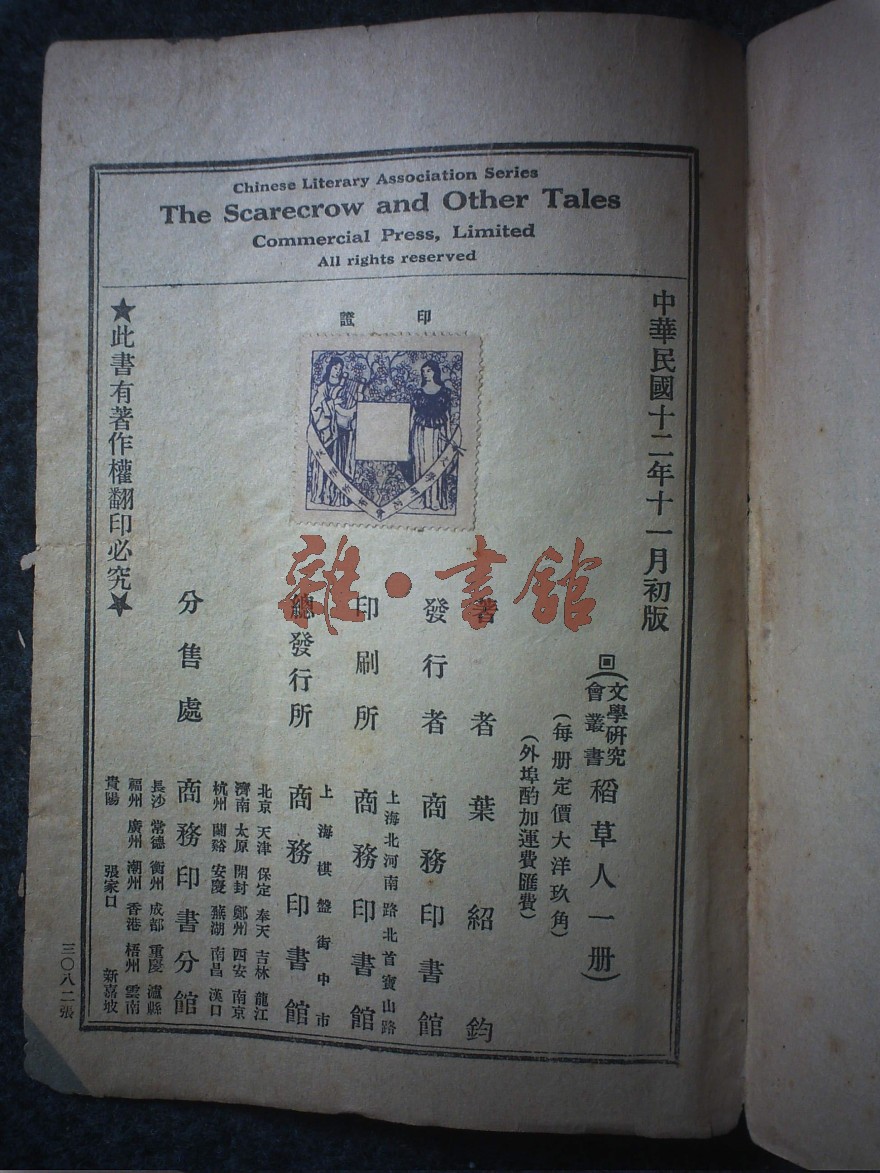 Chinese Literary Association Series
The Scarecrow and Other Tales
Commercial Press, Limited
All rights reserved
印證
中華民國十二年十一月初版
回(文學研究會叢書稻草人一册)
(每册定價大洋玖角)
(外埠酌加運費匯費)
著者葉紹鈞
發行者商務印書館
上海北河南路北首寶山路
印刷所商務印書館
上海棋盤街中市
總發行所商務印書館
北京 天津 保定 奉天 吉林 龍江
濟南 太原 開封 鄭州 西安 南京
杭州 蘭谿 安慶 蕪湖 南昌 漢口
分售處商務印書分館
長沙 常德 衡州 成都 重慶 瀘縣
福州 廣州 潮州 香港 梧州 雲南
貴陽 張家口 新嘉坡
★此書有著作權翻印必究★
三〇八二張
雜·書館